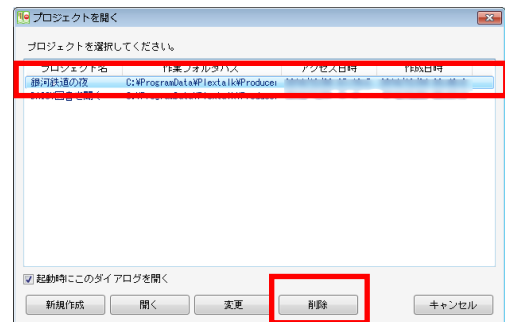 プロジェクトを開く
プロジェクトを選択してください。
プロジェクト名 作業フォルダパス アクセス日時 作成日時
銀河鉄道の夜 C:¥ProgramData¥Plextalk¥Producer
C:¥ProgramData¥Plextalk¥Producer
起動時にこのダイアログを開く
新規作成 開く 変更 削除 キャンセル